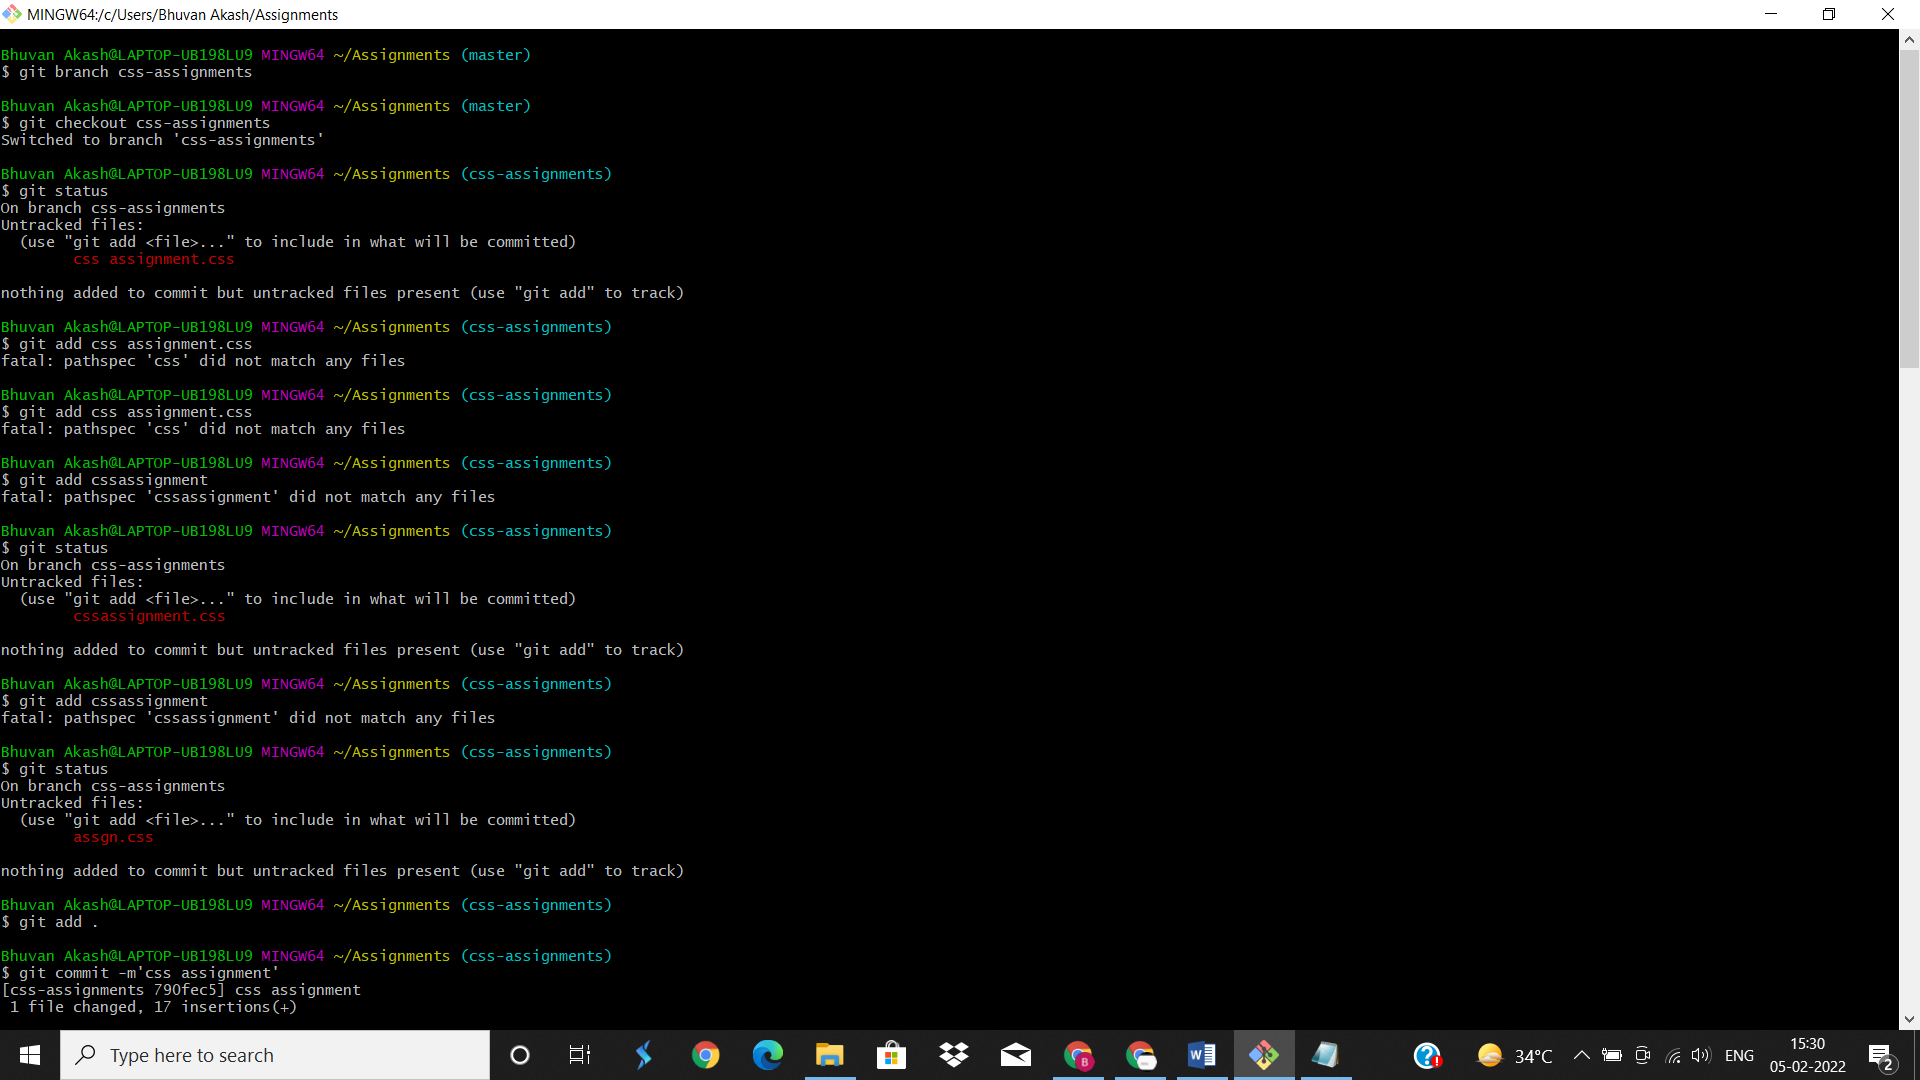 MINGW64:/c/Users/Bhuvan Akash/Assignments
Bhuvan Akash@LAPTOP-UB198LU9 MINGW64 ~/Assignments (master)
$ git branch css-assignments
Bhuvan Akash@LAPTOP-UB198LU9 MINGW64 ~/Assignments (master)
$ git checkout css-assignments
Switched to branch 'css-assignments'
Bhuvan Akash@LAPTOP-UB198LU9 MINGW64 ~/Assignments (css-assignments)
$ git status
On branch css-assignments
Untracked files:
  (use "git add <file>..." to include in what will be committed)
        css assignment.css
nothing added to commit but untracked files present (use "git add" to track)
Bhuvan Akash@LAPTOP-UB198LU9 MINGW64 ~/Assignments (css-assignments)
$ git add css assignment.css
fatal: pathspec 'css' did not match any files
Bhuvan Akash@LAPTOP-UB198LU9 MINGW64 ~/Assignments (css-assignments)
$ git add css assignment.css
fatal: pathspec 'css' did not match any files
Bhuvan Akash@LAPTOP-UB198LU9 MINGW64 ~/Assignments (css-assignments)
$ git add cssassignment
fatal: pathspec 'cssassignment' did not match any files
Bhuvan Akash@LAPTOP-UB198LU9 MINGW64 ~/Assignments (css-assignments)
$ git status
On branch css-assignments
Untracked files:
  (use "git add <file>..." to include in what will be committed)
        cssassignment.css
nothing added to commit but untracked files present (use "git add" to track)
Bhuvan Akash@LAPTOP-UB198LU9 MINGW64 ~/Assignments (css-assignments)
$ git add cssassignment
fatal: pathspec 'cssassignment' did not match any files
Bhuvan Akash@LAPTOP-UB198LU9 MINGW64 ~/Assignments (css-assignments)
$ git status
On branch css-assignments
Untracked files:
  (use "git add <file>..." to include in what will be committed)
        assgn.css
nothing added to commit but untracked files present (use "git add" to track)
Bhuvan Akash@LAPTOP-UB198LU9 MINGW64 ~/Assignments (css-assignments)
$ git add .
Bhuvan Akash@LAPTOP-UB198LU9 MINGW64 ~/Assignments (css-assignments)
$ git commit -m'css assignment'
[css-assignments 790fec5] css assignment
 1 file changed, 17 insertions(+)
Type here to search
34°C
ENG
15:30
05-02-2022
2